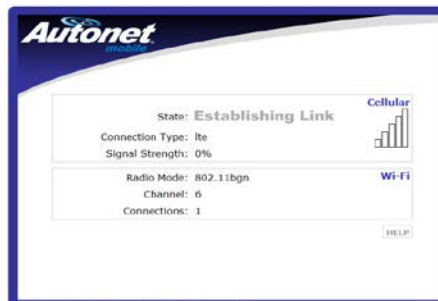 Autonet
mobile
Cellular
State: Establishing Link
Connection Type: lte
Signal Strength: 0%
Wi-Fi
Radio Mode: 802.11bgn
Channel: 6
Connections: 1
HELP